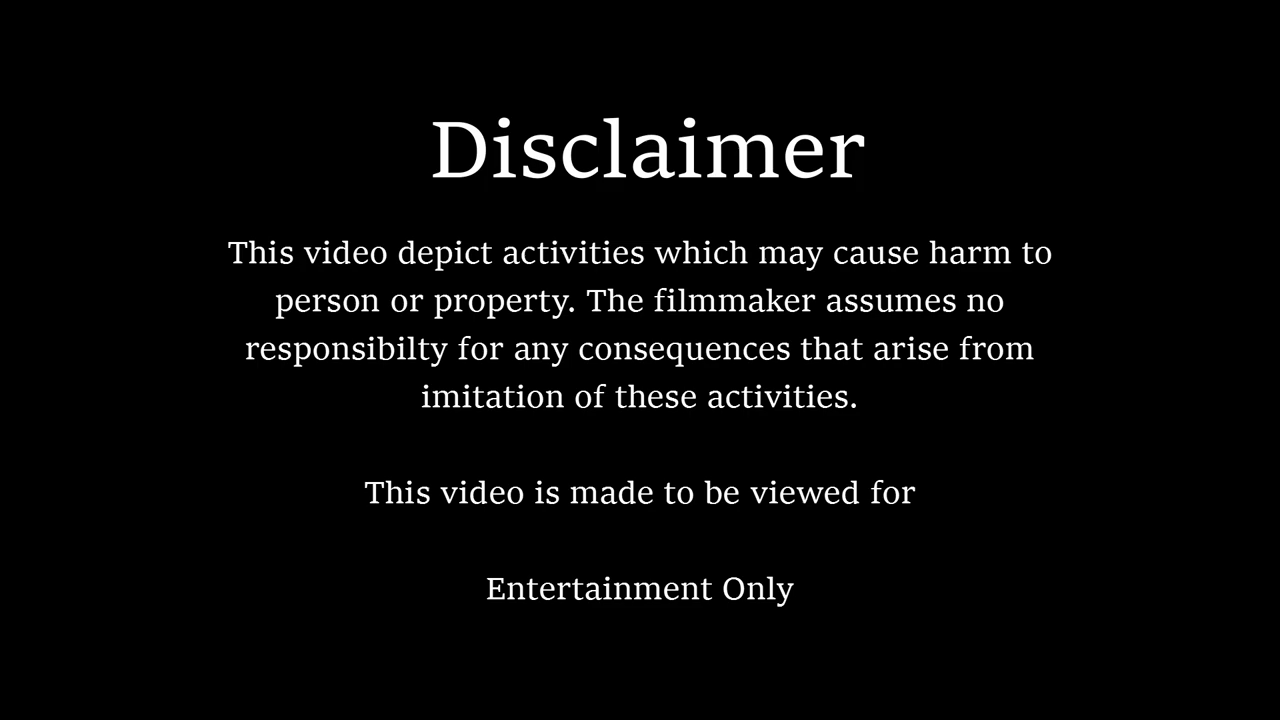 Disclaimer
This video depict activities which may cause harm to
person or property. The filmmaker assumes no
responsibilty for any consequences that arise from
imitation of these activities.
This video is made to be viewed for
Entertainment Only